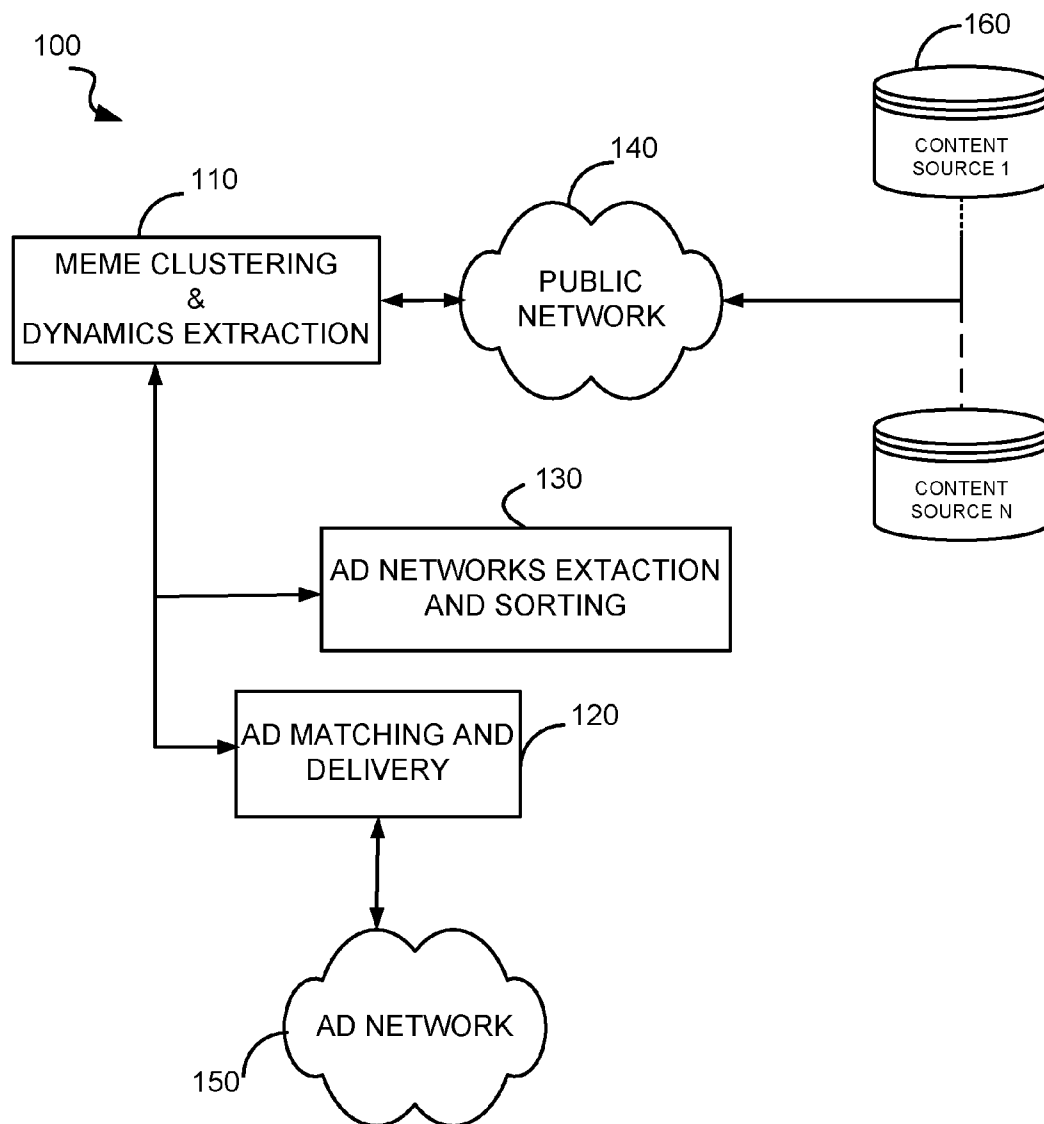 100
160
CONTENT
SOURCE 1
140
110
MEME CLUSTERING
&
DYNAMICS EXTRACTION
PUBLIC
NETWORK
CONTENT
SOURCE N
130
AD NETWORKS EXTACTION
AND SORTING
120
AD MATCHING AND
DELIVERY
AD NETWORK
150